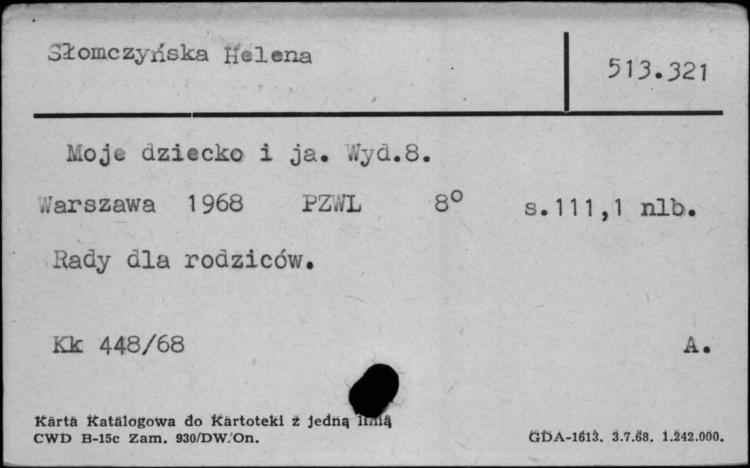 Słomczyńska Helena
513.321
Moje dziecko i ja. Wyd.8.
Warszawa 1968 PZWL 8° s.111,1 nlb.
Rady dla rodziców.
Kk 448/68 A.
Karta Katalogowa do Kartoteki z jedną linią
CWD B-15c Zam. 930/DW.On. GDA-1613. 3.7.68. 1.242.000.